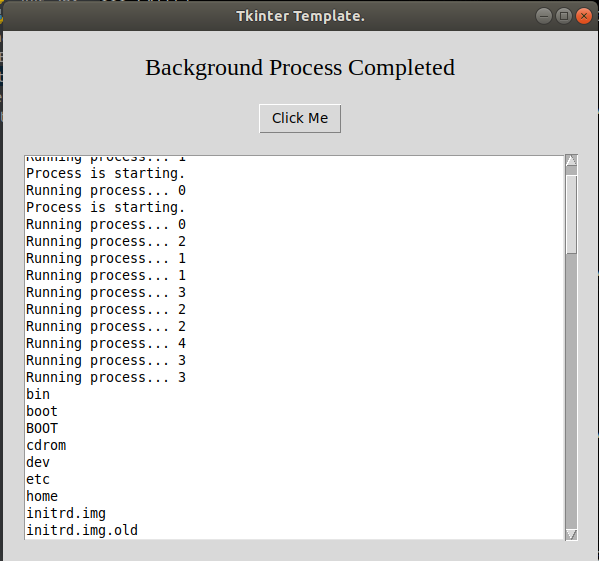 Tkinter Template.
Background Process Completed
Click Me
Running process... 1
Process is starting.
Running process... 0
Process is starting.
Running process... 0
Running process... 2
Running process... 1
Running process... 1
Running process... 3
Running process... 2
Running process... 2
Running process... 4
Running process... 3
Running process... 3
bin
boot
BOOT
cdrom
dev
etc
home
initrd.img
initrd.img.old